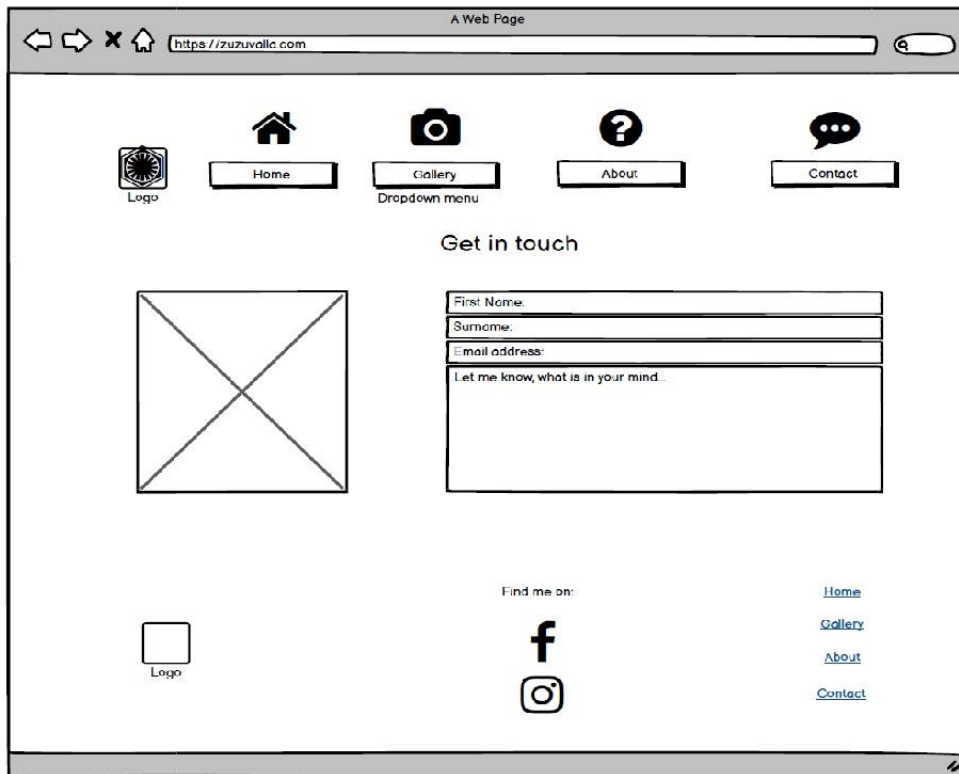 A Web Page
https://zuzuvalla.com
Home
Gallery
About
Contact
Logo
Dropdown menu
Get in touch
First Name:
Surname:
Email address:
Let me know, what is in your mind...
Find me on:
Home
Gallery
About
Contact
Logo